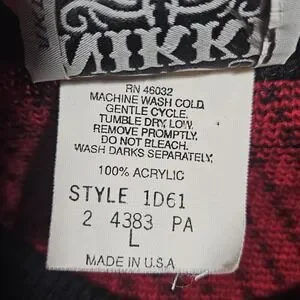 NIKKI
RN 46032
MACHINE WASH COLD,
GENTLE CYCLE.
TUMBLE DRY, LOW.
REMOVE PROMPTLY.
DO NOT BLEACH.
WASH DARKS SEPARATELY.
100% ACRYLIC
STYLE 1D61
2 4383 PA
L
MADE IN U.S.A.